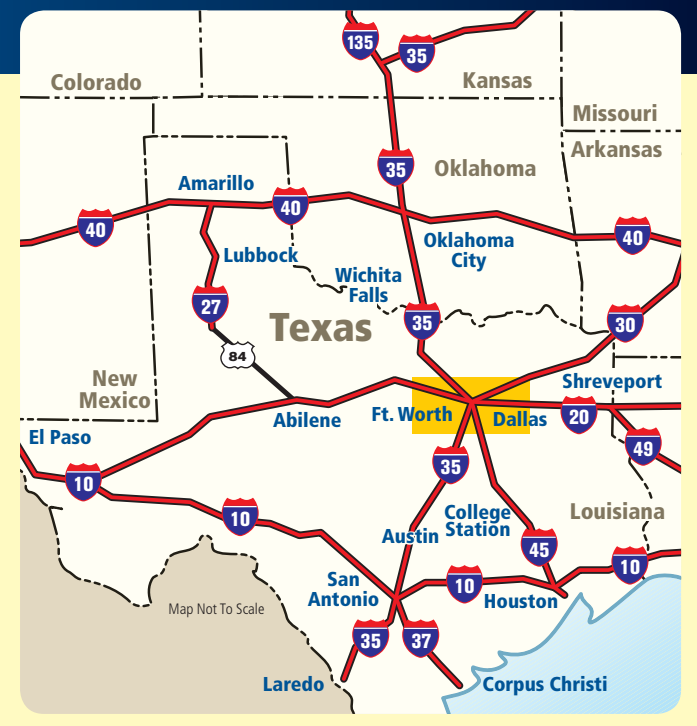 135
35
Colorado
Kansas
Missouri
Arkansas
35
Oklahoma
Amarillo
40
40
40
Oklahoma
City
Lubbock
Wichita
Falls
27
35
30
Texas
84
New
Mexico
Shreveport
Abilene
Ft. Worth
Dallas
20
El Paso
49
35
10
10
College
Station
Louisiana
Austin
45
10
San
Antonio
10
Houston
Map Not To Scale
35
37
Laredo
Corpus Christi